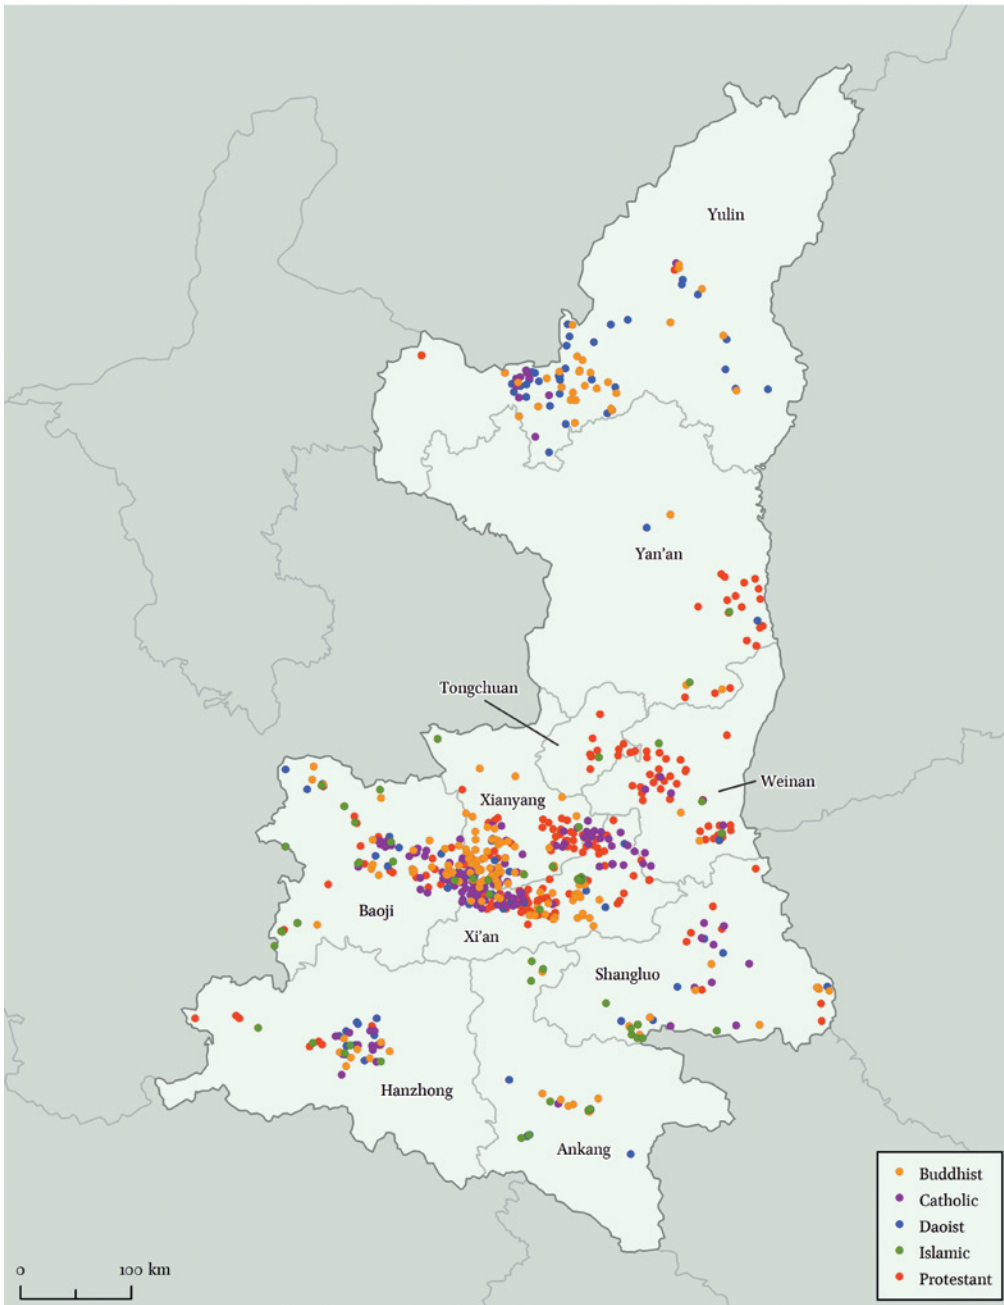 Yulin
Yan'an
Tongchuan
Weinan
Xianyang
Baoji
Xi'an
Shangluo
Hanzhong
Ankang
Buddhist
Catholic
Daoist
Islamic
Protestant
0 100 km